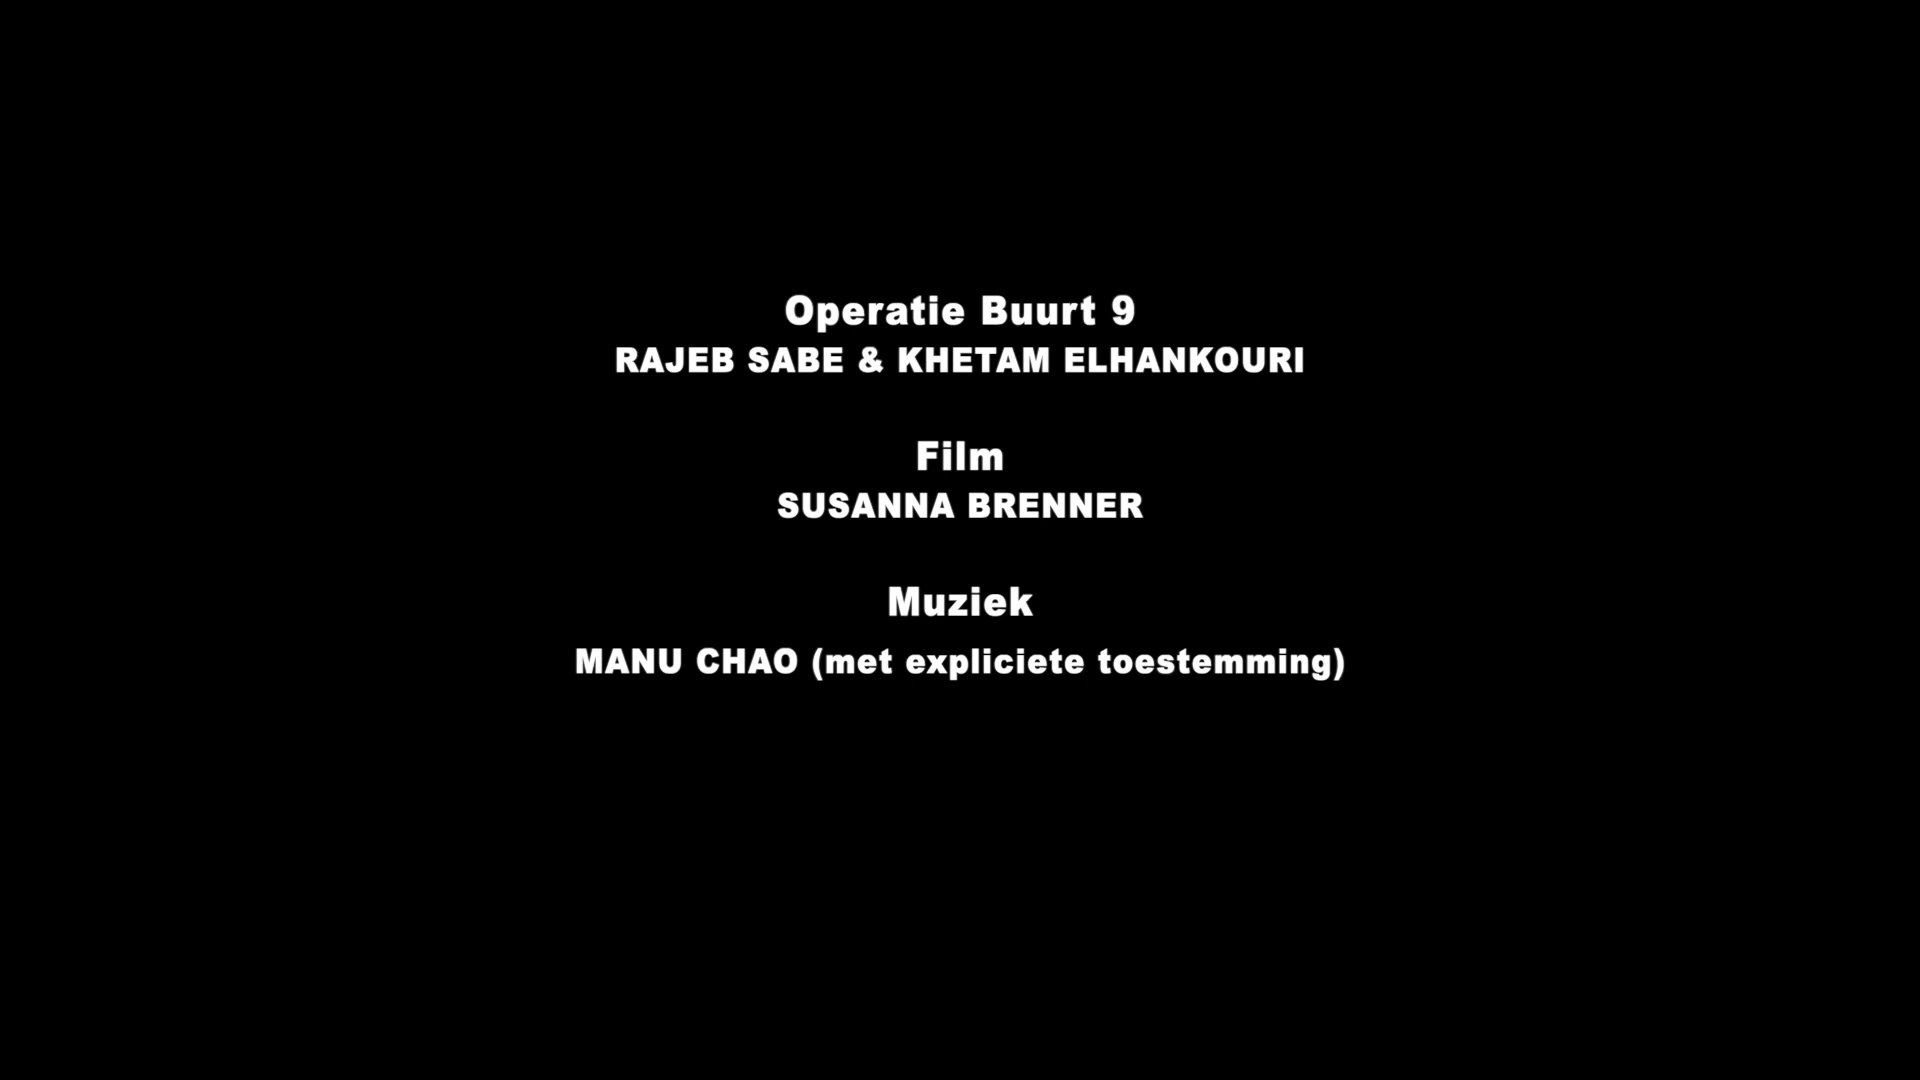 Operatie Buurt 9
RAJEB SABE & KHETAM ELHANKOURI
Film
SUSANNA BRENNER
Muziek
MANU CHAO (met expliciete toestemming)